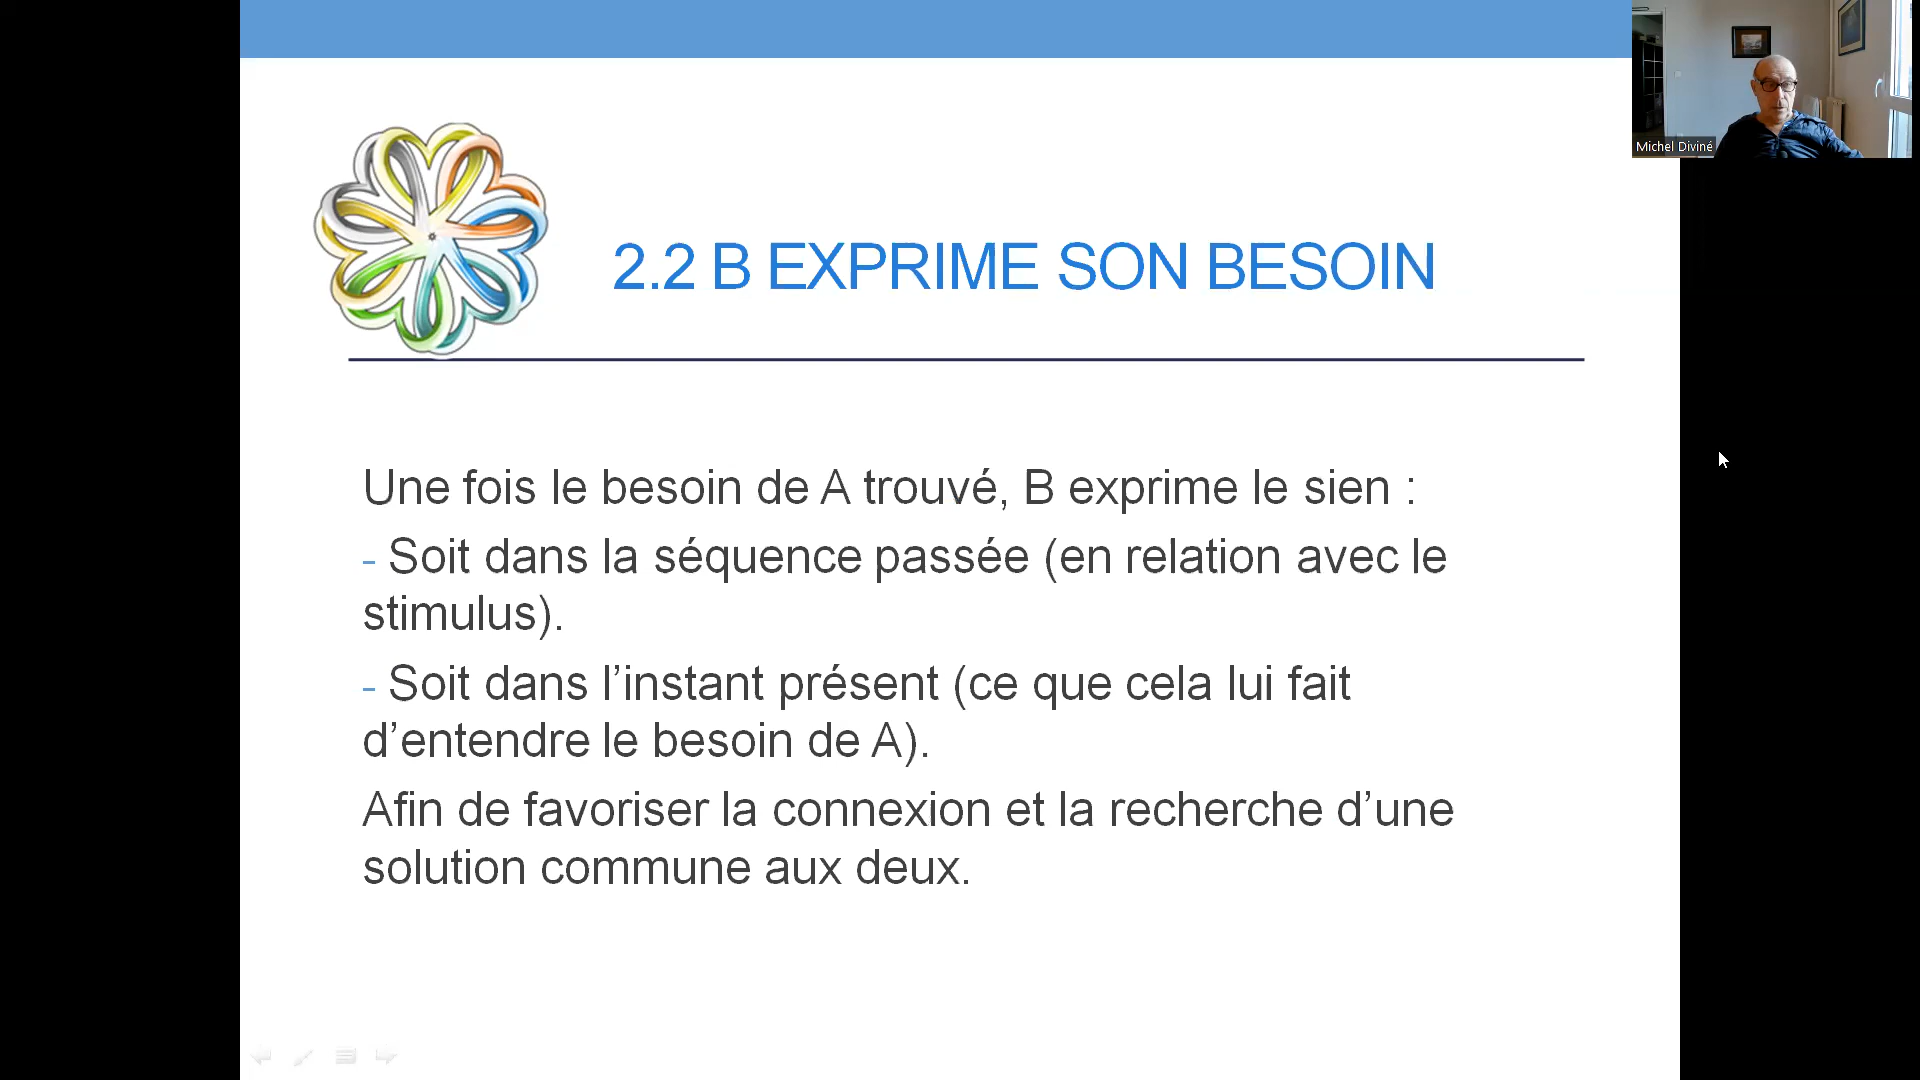 Michel Diviné
2.2 B EXPRIME SON BESOIN
Une fois le besoin de A trouvé, B exprime le sien :
- Soit dans la séquence passée (en relation avec le
stimulus).
- Soit dans l’instant présent (ce que cela lui fait
d’entendre le besoin de A).
Afin de favoriser la connexion et la recherche d’une
solution commune aux deux.